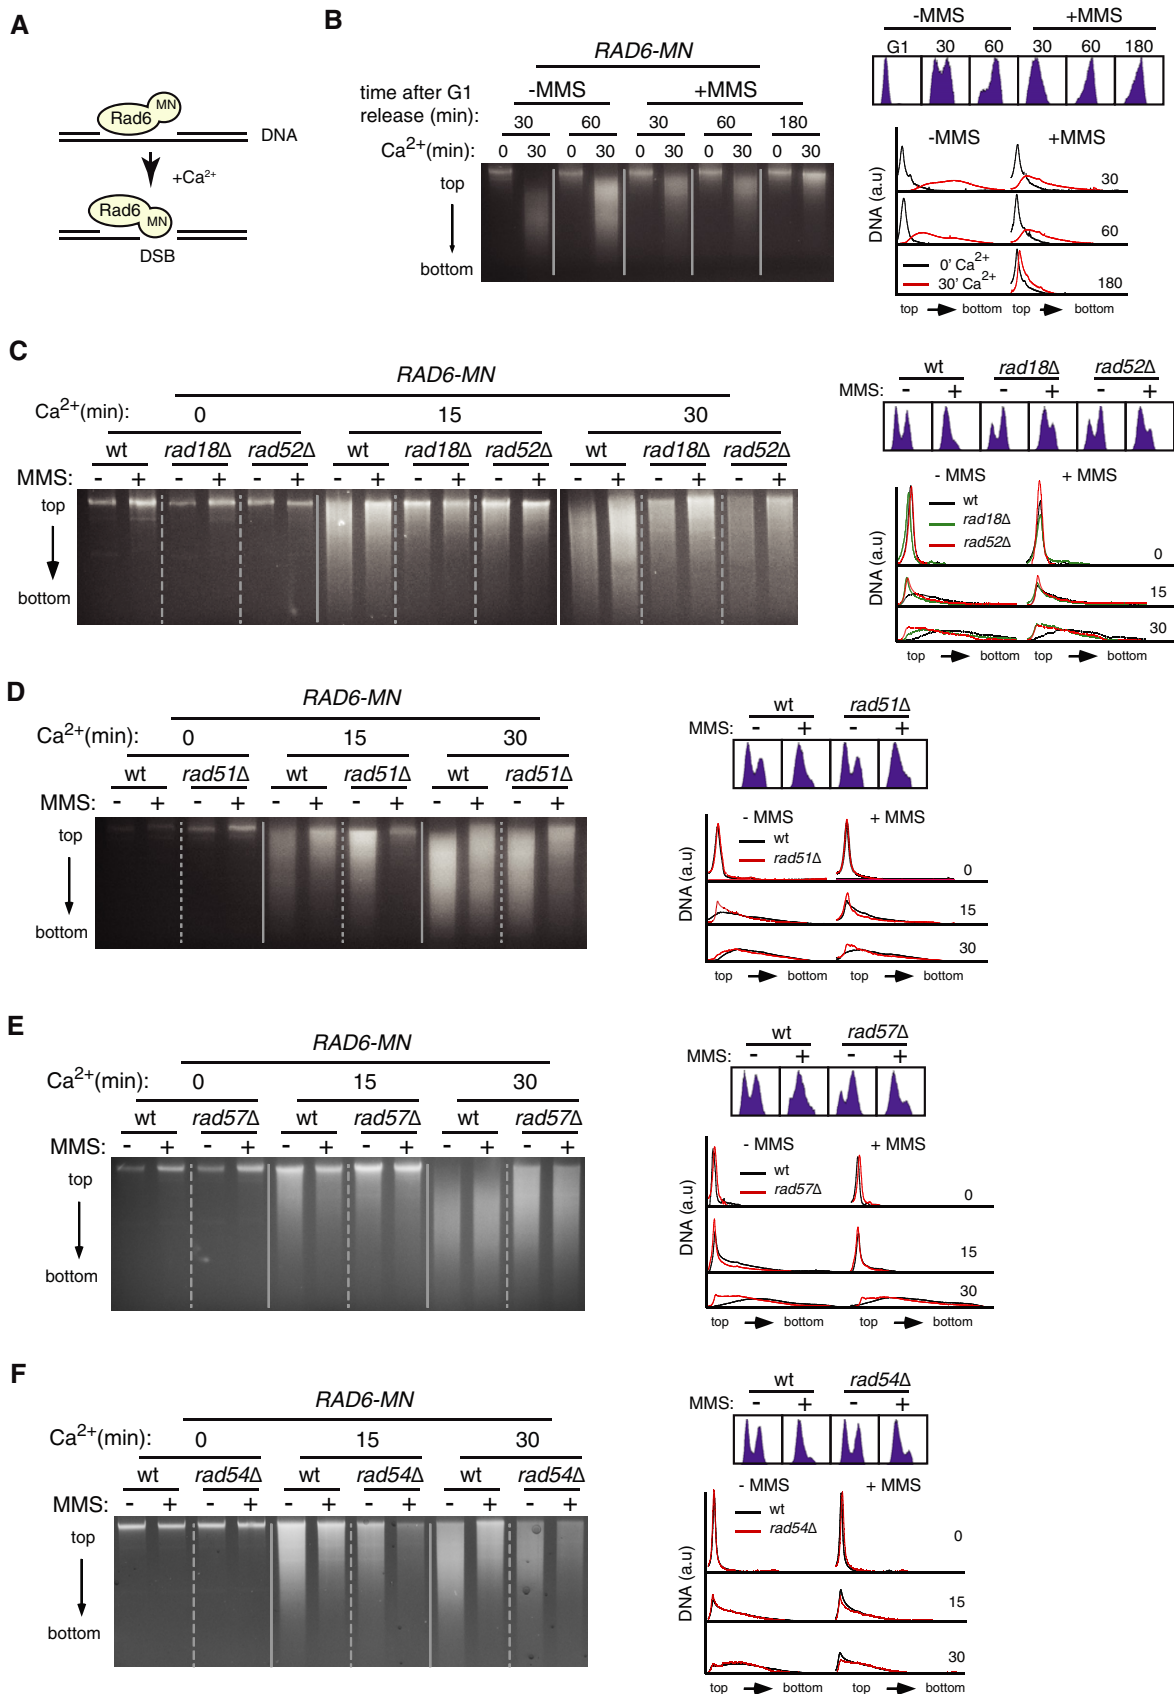 A
Rad6
MN
DNA
+Ca2+
Rad6
MN
DSB
B
RAD6-MN
time after G1
release (min):
-MMS
+MMS
30
60
30
60
180
Ca2+(min):
0
30
0
30
0
30
0
30
0
30
top
bottom
-MMS
+MMS
G1
30
60
30
60
180
-MMS
+MMS
DNA (a.u)
30
60
0' Ca2+
30' Ca2+
180
top
bottom
top
bottom
C
RAD6-MN
Ca2+(min):
0
15
30
wt
rad18Δ
rad52Δ
wt
rad18Δ
rad52Δ
wt
rad18Δ
rad52Δ
MMS:
- + - + - + - + - + - + - + - + - +
top
bottom
wt
rad18Δ
rad52Δ
MMS:
- + - + - +
- MMS
+ MMS
wt
rad18Δ
rad52Δ
DNA (a.u)
0
15
30
top
bottom
top
bottom
D
RAD6-MN
Ca2+(min):
0
15
30
wt
rad51Δ
wt
rad51Δ
wt
rad51Δ
MMS:
- + - + - + - + - + - +
top
bottom
wt
rad51Δ
MMS:
- + - +
- MMS
+ MMS
wt
rad51Δ
DNA (a.u)
0
15
30
top
bottom
top
bottom
E
RAD6-MN
Ca2+(min):
0
15
30
wt
rad57Δ
wt
rad57Δ
wt
rad57Δ
MMS:
- + - + - + - + - + - +
top
bottom
wt
rad57Δ
MMS:
- + - +
- MMS
+ MMS
wt
rad57Δ
DNA (a.u)
0
15
30
top
bottom
top
bottom
F
RAD6-MN
Ca2+(min):
0
15
30
wt
rad54Δ
wt
rad54Δ
wt
rad54Δ
MMS:
- + - + - + - + - + - +
top
bottom
wt
rad54Δ
MMS:
- + - +
- MMS
+ MMS
wt
rad54Δ
DNA (a.u)
0
15
30
top
bottom
top
bottom